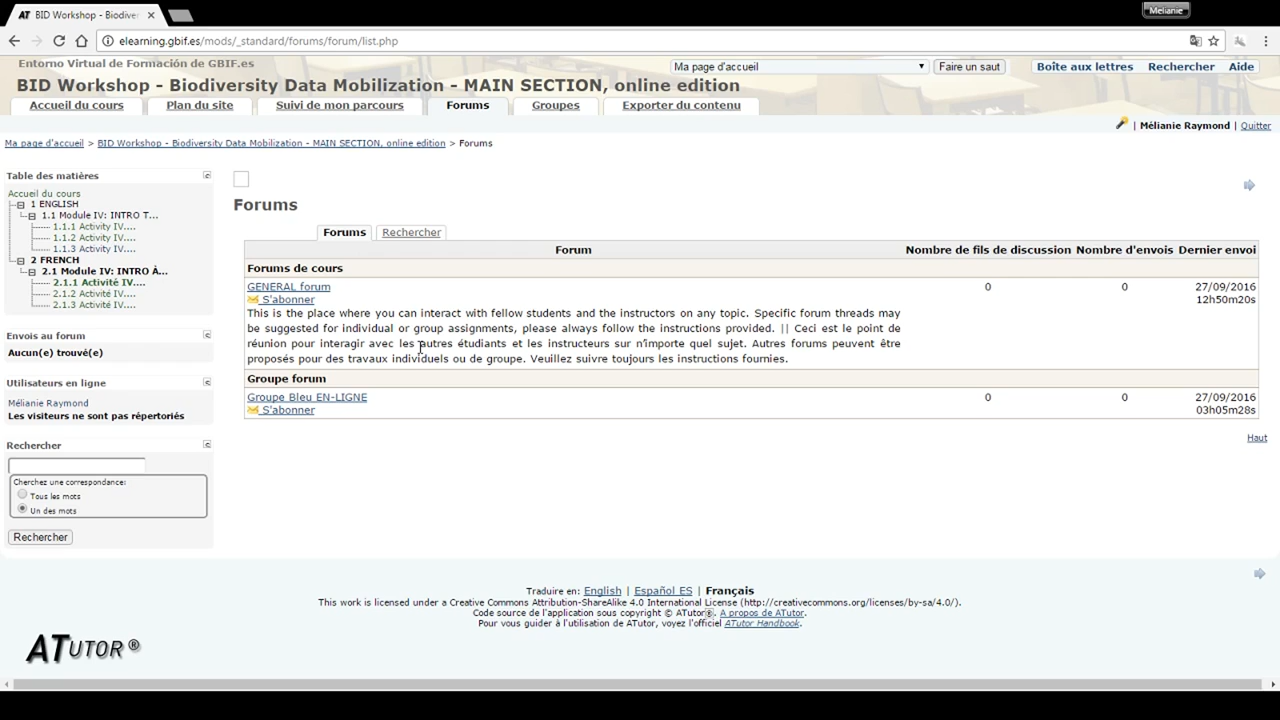 BID Workshop - Biodiver
Mélanie
elearning.gbif.es/mods/_standard/forums/forum/list.php
Entorno Virtual de Formación de GBIF.es
Ma page d'accueil
Faire un saut
Boîte aux lettres Rechercher Aide
BID Workshop - Biodiversity Data Mobilization - MAIN SECTION, online edition
Accueil du cours Plan du site Suivi de mon parcours Forums Groupes Exporter du contenu
| Mélanie Raymond | Quitter
Ma page d'accueil > BID Workshop - Biodiversity Data Mobilization - MAIN SECTION, online edition > Forums
Table des matières
Accueil du cours
1 ENGLISH
1.1 Module IV: INTRO T...
1.1.1 Activity IV....
1.1.2 Activity IV....
1.1.3 Activity IV....
2 FRENCH
2.1 Module IV: INTRO À...
2.1.1 Activité IV....
2.1.2 Activité IV....
2.1.3 Activité IV....
Envois au forum
Aucun(e) trouvé(e)
Utilisateurs en ligne
Mélanie Raymond
Les visiteurs ne sont pas répertoriés
Rechercher
Cherchez une correspondance:
Tous les mots
Un des mots
Rechercher
Forums
Forums Rechercher
Forum Nombre de fils de discussion Nombre d'envois Dernier envoi
Forums de cours
GENERAL forum 0 0 27/09/2016
S'abonner 12h50m20s
This is the place where you can interact with fellow students and the instructors on any topic. Specific forum threads may
be suggested for individual or group assignments, please always follow the instructions provided. || Ceci est le point de
réunion pour interagir avec les autres étudiants et les instructeurs sur n'importe quel sujet. Autres forums peuvent être
proposés pour des travaux individuels ou de groupe. Veuillez suivre toujours les instructions fournies.
Groupe forum
Groupe Bleu EN-LIGNE 0 0 27/09/2016
S'abonner 03h05m28s
Haut
Traduire en: English | Español ES | Français
This work is licensed under a Creative Commons Attribution-ShareAlike 4.0 International License (http://creativecommons.org/licenses/by-sa/4.0/).
Code source de l'application sous copyright © ATutor®. A propos de ATutor.
Pour vous guider à l'utilisation de ATutor, voyez l'officiel ATutor Handbook.
ATUTOR ®